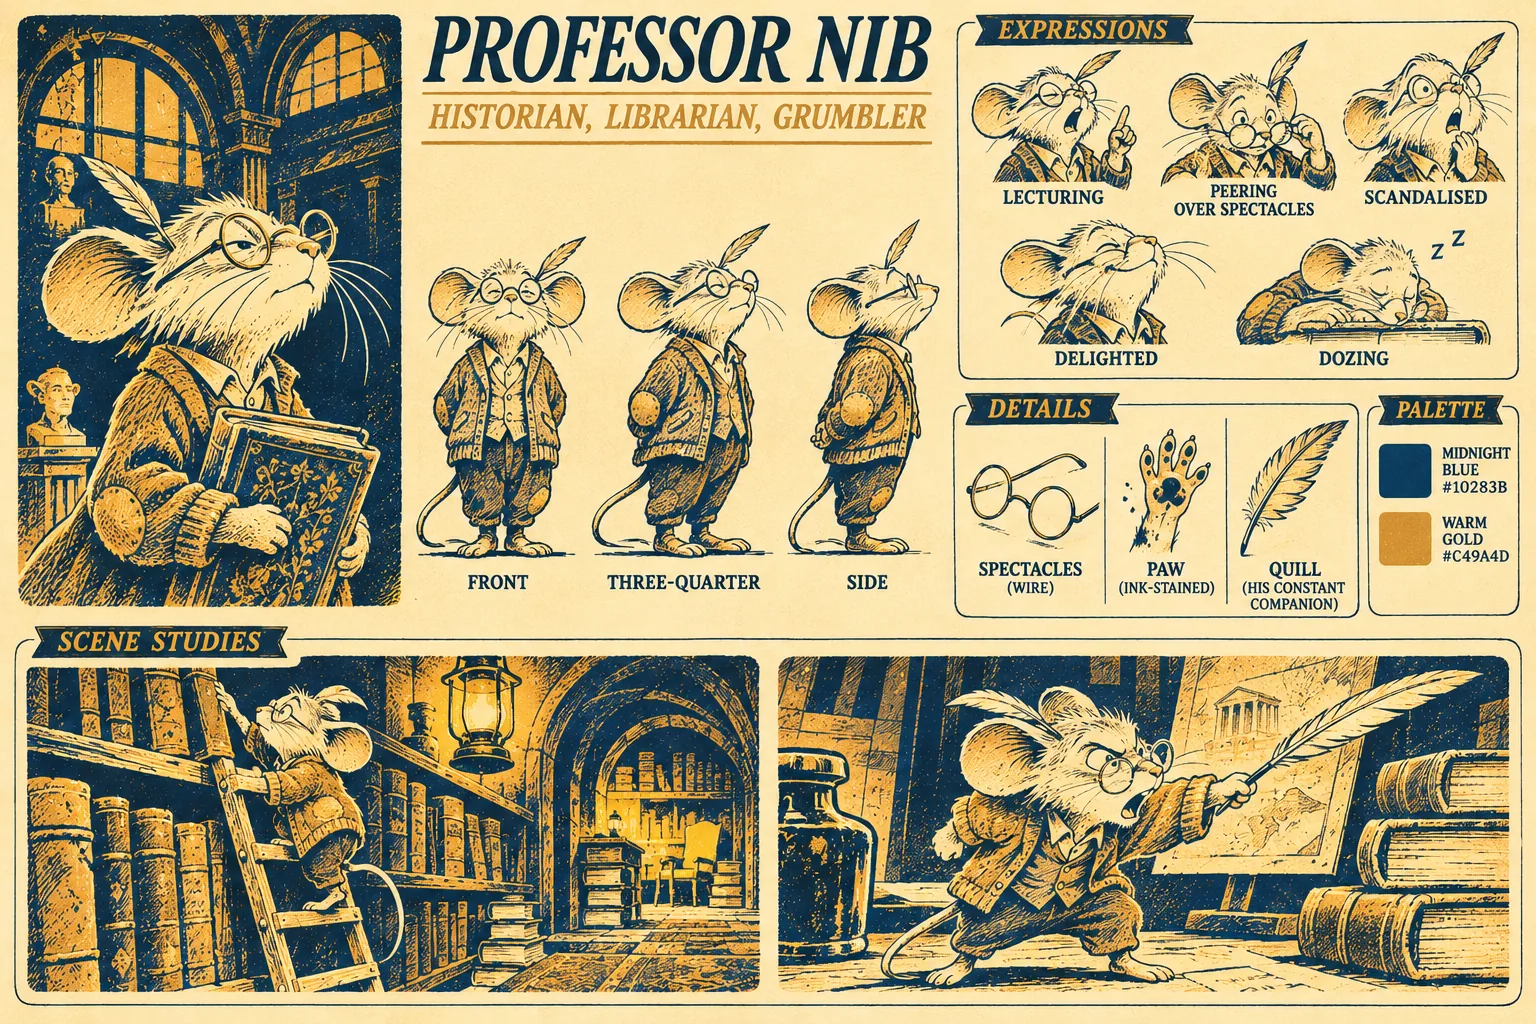 PROFESSOR NIB
HISTORIAN, LIBRARIAN, GRUMBLER
FRONT
THREE-QUARTER
SIDE
EXPRESSIONS
LECTURING
PEERING
OVER SPECTACLES
SCANDALISED
DELIGHTED
z z
DOZING
DETAILS
SPECTACLES
(WIRE)
PAW
(INK-STAINED)
QUILL
(HIS CONSTANT
COMPANION)
PALETTE
MIDNIGHT
BLUE
#10283B
WARM
GOLD
#C49A4D
SCENE STUDIES